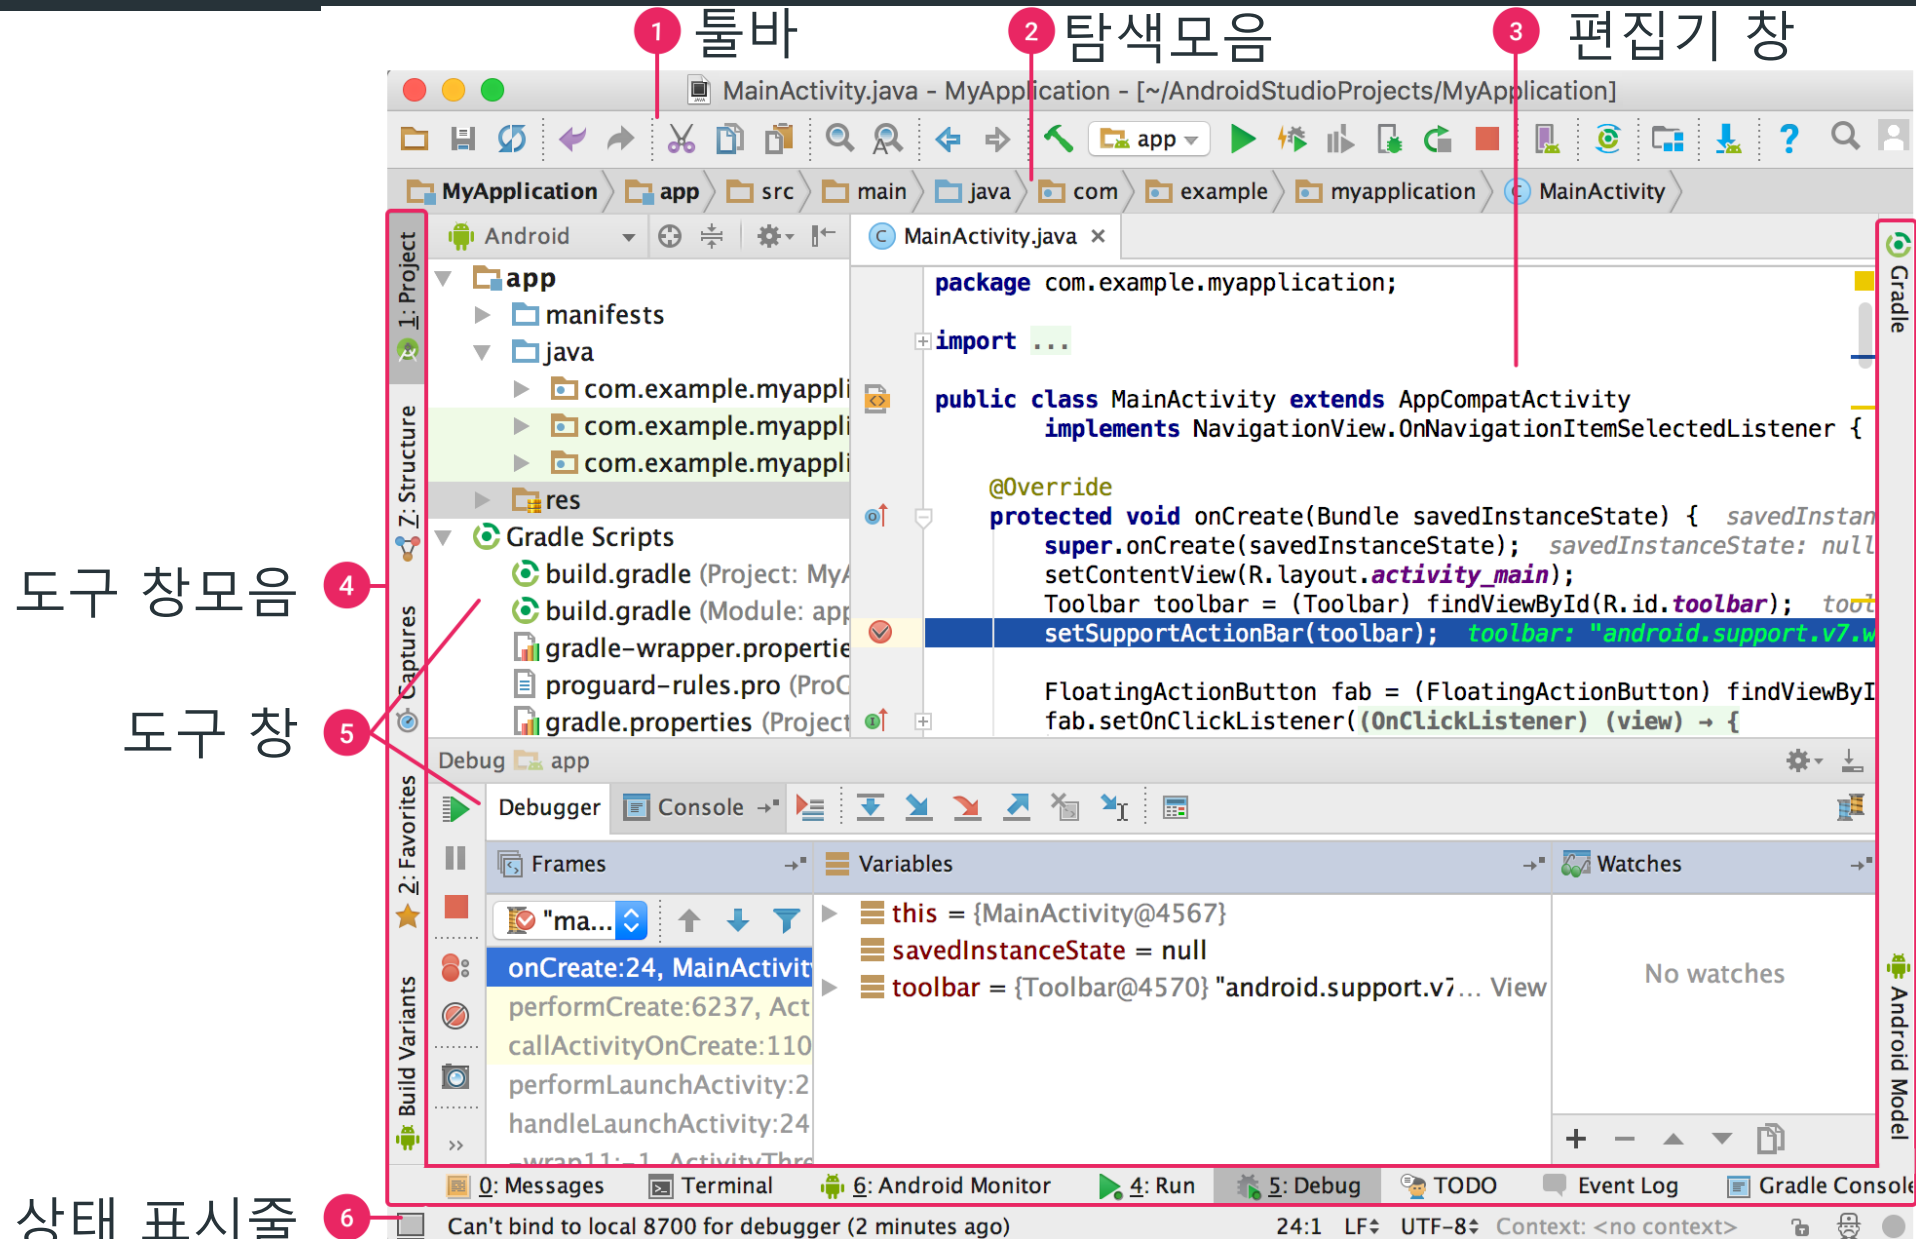 1 툴바
2 탐색모음
3 편집기 창
MainActivity.java - MyApplication - [~/AndroidStudioProjects/MyApplication]
app
MyApplication app src main java com example myapplication MainActivity
1: Project
7: Structure
Captures
2: Favorites
Build Variants
Android
app
manifests
java
com.example.myappli
com.example.myappli
com.example.myappli
res
Gradle Scripts
build.gradle (Project: MyA
build.gradle (Module: app
gradle-wrapper.propertie
proguard-rules.pro (ProC
gradle.properties (Project
MainActivity.java
package com.example.myapplication;
import ...
public class MainActivity extends AppCompatActivity
implements NavigationView.OnNavigationItemSelectedListener {
@Override
protected void onCreate(Bundle savedInstanceState) { savedInstan
super.onCreate(savedInstanceState); savedInstanceState: null
setContentView(R.layout.activity_main);
Toolbar toolbar = (Toolbar) findViewById(R.id.toolbar); tool
setSupportActionBar(toolbar); toolbar: "android.support.v7.w
FloatingActionButton fab = (FloatingActionButton) findViewByI
fab.setOnClickListener((OnClickListener) (view) → {
Gradle
Android Model
도구 창모음 4
도구 창 5
Debug app
Debugger Console
Frames
Variables
Watches
"ma...
onCreate:24, MainActivit
performCreate:6237, Act
callActivityOnCreate:110
performLaunchActivity:2
handleLaunchActivity:24
-wrap11:-1, ActivityThre
this = {MainActivity@4567}
savedInstanceState = null
toolbar = {Toolbar@4570} "android.support.v7... View
No watches
0: Messages Terminal 6: Android Monitor 4: Run 5: Debug TODO Event Log Gradle Console
상태 표시줄 6
Can't bind to local 8700 for debugger (2 minutes ago) 24:1 LF UTF-8 Context: <no context>